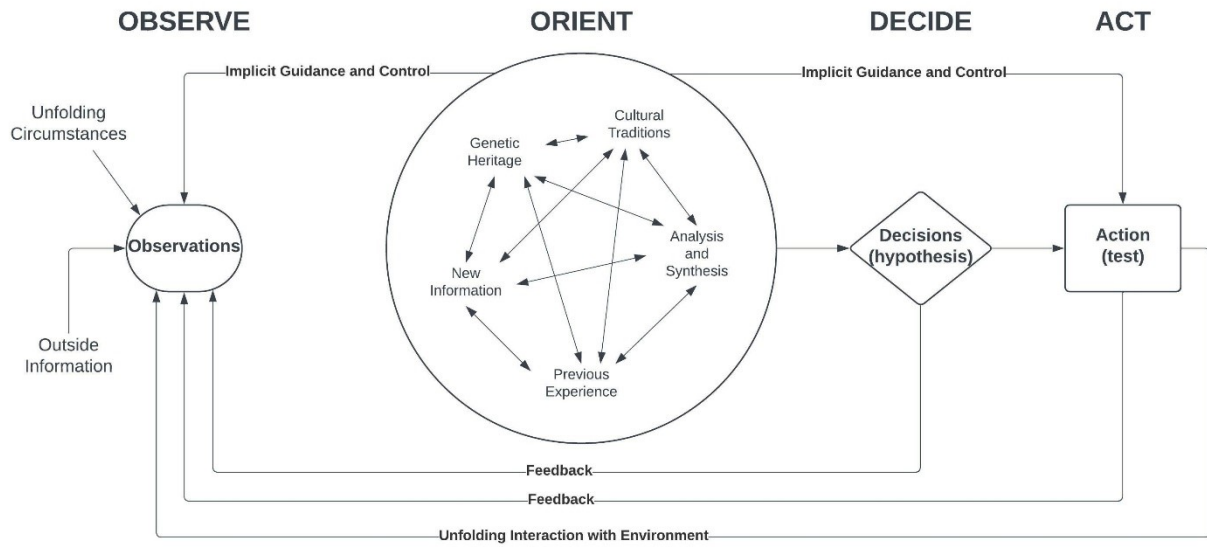 OBSERVE
ORIENT
DECIDE
ACT
Implicit Guidance and Control
Implicit Guidance and Control
Unfolding
Circumstances
Cultural
Traditions
Genetic
Heritage
Observations
Analysis
and
Synthesis
Decisions
(hypothesis)
Action
(test)
New
Information
Outside
Information
Previous
Experience
Feedback
Feedback
Unfolding Interaction with Environment